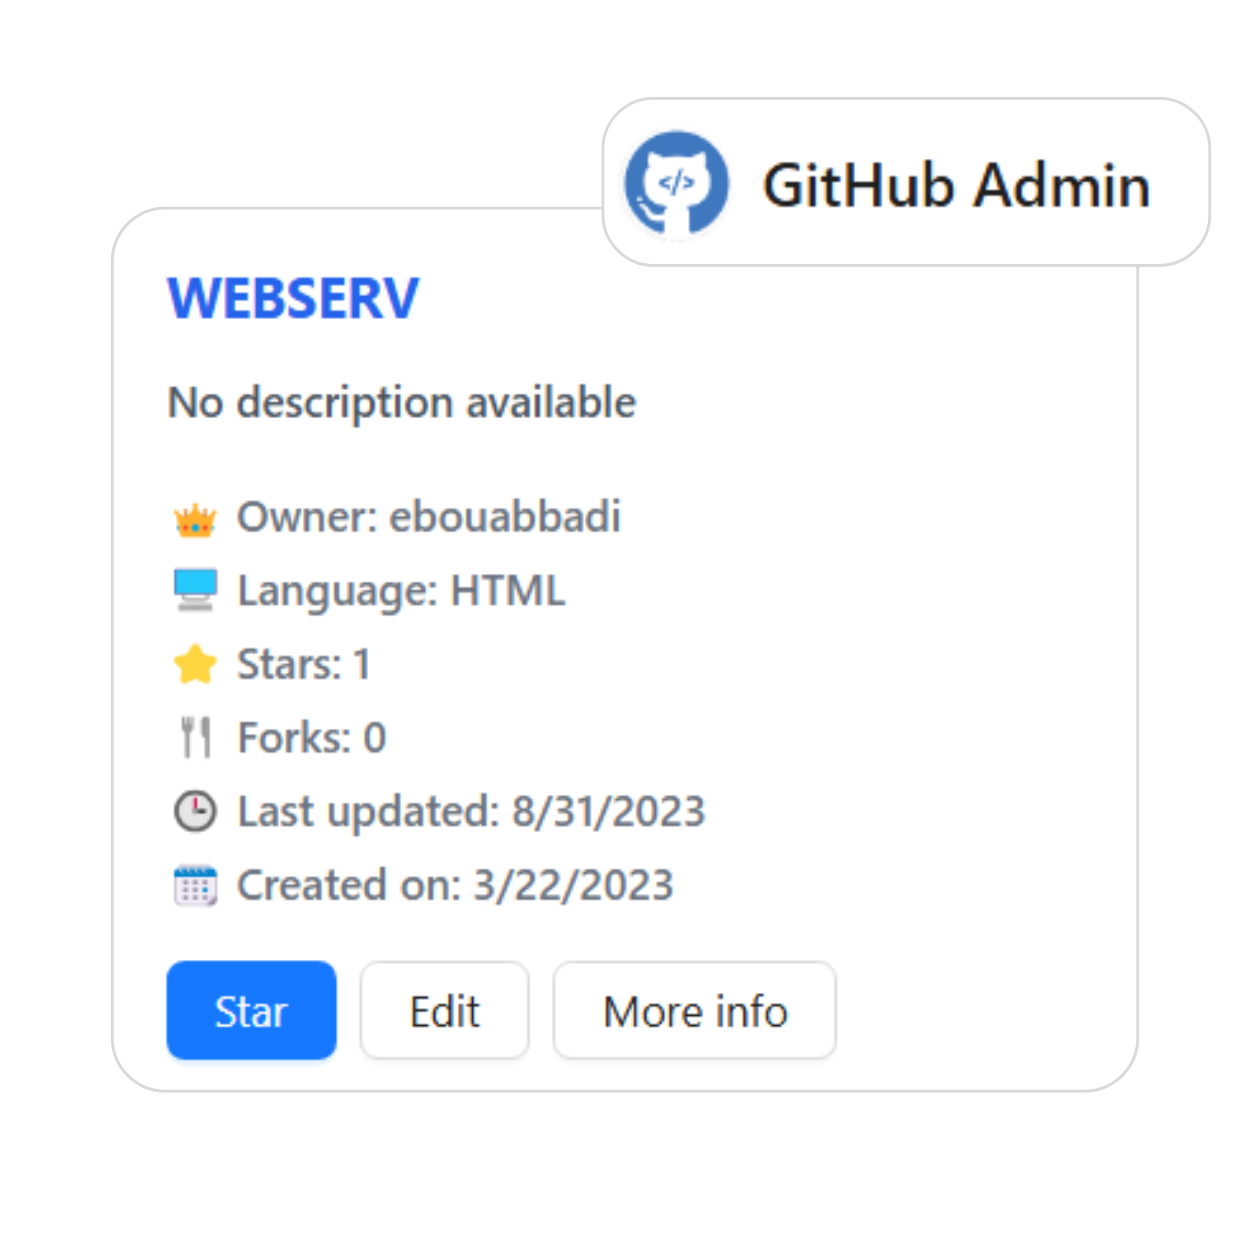 GitHub Admin
WEBSERV
No description available
Owner: ebouabbadi
Language: HTML
Stars: 1
Forks: 0
Last updated: 8/31/2023
Created on: 3/22/2023
Star Edit More info